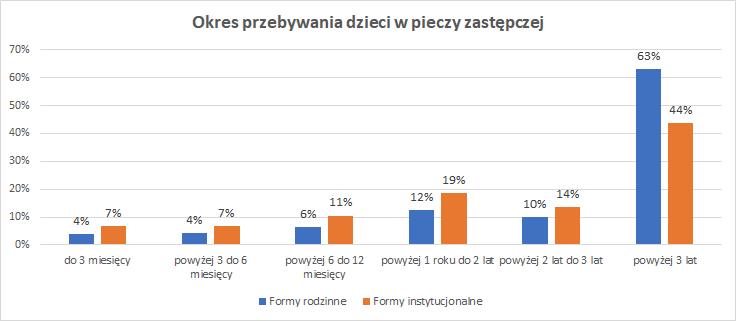 Okres przebywania dzieci w pieczy zastępczej
70%
60%
50%
40%
30%
20%
10%
0%
4% 7% 4% 7% 6% 11% 12% 19% 10% 14% 63% 44%
do 3 miesięcy
powyżej 3 do 6
miesięcy
powyżej 6 do 12
miesięcy
powyżej 1 roku do 2 lat
powyżej 2 lat do 3 lat
powyżej 3 lat
Formy rodzinne Formy instytucjonalne